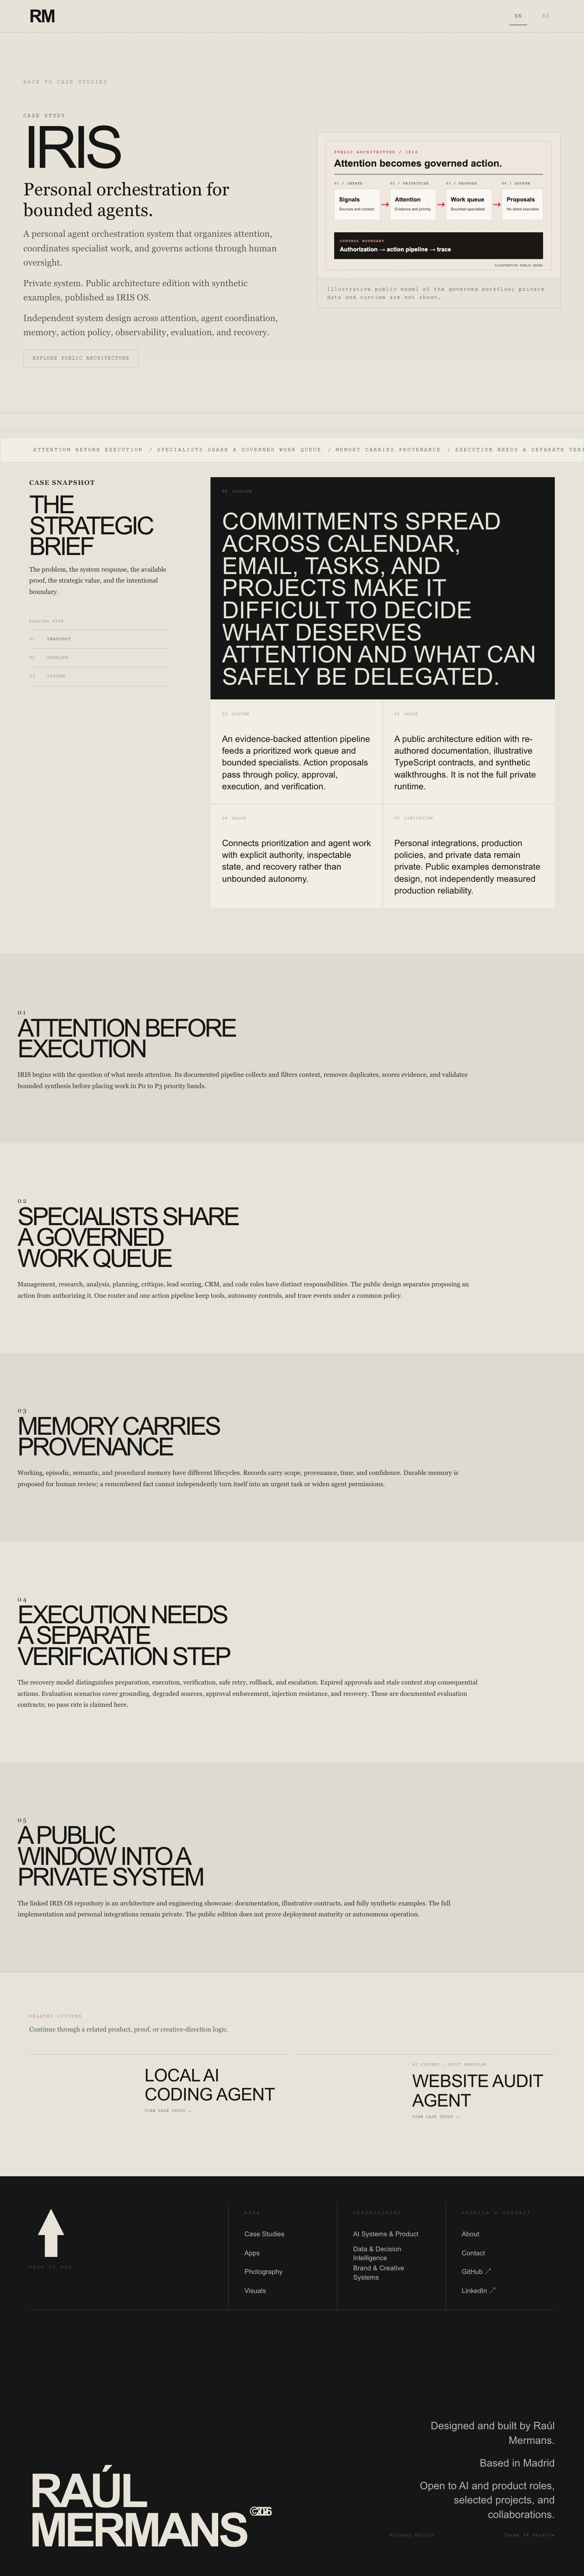 RM
EN
ES
BACK TO CASE STUDIES
CASE STUDY
IRIS
Personal orchestration for
bounded agents.
A personal agent orchestration system that organizes attention,
coordinates specialist work, and governs actions through human
oversight.
Private system. Public architecture edition with synthetic
examples, published as IRIS OS.
Independent system design across attention, agent coordination,
memory, action policy, observability, evaluation, and recovery.
EXPLORE PUBLIC ARCHITECTURE
PUBLIC ARCHITECTURE / IRIS
Attention becomes governed action.
01 / INTAKE
Signals
Sources and context
02 / PRIORITIZE
Attention
Evidence and priority
03 / PREPARE
Work queue
Bounded specialists
04 / GOVERN
Proposals
No silent execution
CONTROL BOUNDARY
Authorization → action pipeline → trace
ILLUSTRATIVE PUBLIC MODEL
Illustrative public model of the governed workflow; private
data and runtime are not shown.
ATTENTION BEFORE EXECUTION / SPECIALISTS SHARE A GOVERNED WORK QUEUE / MEMORY CARRIES PROVENANCE / EXECUTION NEEDS A SEPARATE VER
CASE SNAPSHOT
THE
STRATEGIC
BRIEF
The problem, the system response, the available
proof, the strategic value, and the intentional
boundary.
READING PATH
01 SNAPSHOT
02 PROBLEM
03 SYSTEM
PROBLEM
COMMITMENTS SPREAD
ACROSS CALENDAR,
EMAIL, TASKS, AND
PROJECTS MAKE IT
DIFFICULT TO DECIDE
WHAT DESERVES
ATTENTION AND WHAT CAN
SAFELY BE DELEGATED.
SYSTEM
An evidence-backed attention pipeline
feeds a prioritized work queue and
bounded specialists. Action proposals
pass through policy, approval,
execution, and verification.
PROOF
A public architecture edition with re-
authored documentation, illustrative
TypeScript contracts, and synthetic
walkthroughs. It is not the full private
runtime.
04 VALUE
Connects prioritization and agent work
with explicit authority, inspectable
state, and recovery rather than
unbounded autonomy.
05 LIMITATION
Personal integrations, production
policies, and private data remain
private. Public examples demonstrate
design, not independently measured
production reliability.
01
ATTENTION BEFORE
EXECUTION
IRIS begins with the question of what needs attention. Its documented pipeline collects and filters context, removes duplicates, scores evidence, and validates
bounded synthesis before placing work in P0 to P3 priority bands.
02
SPECIALISTS SHARE
A GOVERNED
WORK QUEUE
Management, research, analysis, planning, critique, lead scoring, CRM, and code roles have distinct responsibilities. The public design separates proposing an
action from authorizing it. One router and one action pipeline keep tools, autonomy controls, and trace events under a common policy.
03
MEMORY CARRIES
PROVENANCE
Working, episodic, semantic, and procedural memory have different lifecycles. Records carry scope, provenance, time, and confidence. Durable memory is
proposed for human review; a remembered fact cannot independently turn itself into an urgent task or widen agent permissions.
04
EXECUTION NEEDS
A SEPARATE
VERIFICATION STEP
The recovery model distinguishes preparation, execution, verification, safe retry, rollback, and escalation. Expired approvals and stale context stop consequential
actions. Evaluation scenarios cover grounding, degraded sources, approval enforcement, injection resistance, and recovery. These are documented evaluation
contracts; no pass rate is claimed here.
05
A PUBLIC
WINDOW INTO A
PRIVATE SYSTEM
The linked IRIS OS repository is an architecture and engineering showcase: documentation, illustrative contracts, and fully synthetic examples. The full
implementation and personal integrations remain private. The public edition does not prove deployment maturity or autonomous operation.
RELATED SYSTEMS
Continue through a related product, proof, or creative-direction logic.
LOCAL AI
CODING AGENT
VIEW CASE STUDY →
AI SYSTEMS / AUDIT WORKFLOW
WEBSITE AUDIT
AGENT
VIEW CASE STUDY →
BACK TO TOP
WORK
Case Studies
Apps
Photography
Visuals
CAPABILITIES
AI Systems & Product
Data & Decision
Intelligence
Brand & Creative
Systems
PROFILE & CONTACT
About
Contact
GitHub ↗
LinkedIn ↗
Designed and built by Raúl
Mermans.
Based in Madrid
Open to AI and product roles,
selected projects, and
collaborations.
RAÚL
MERMANS
©2026
Privacy Policy
Terms of Service